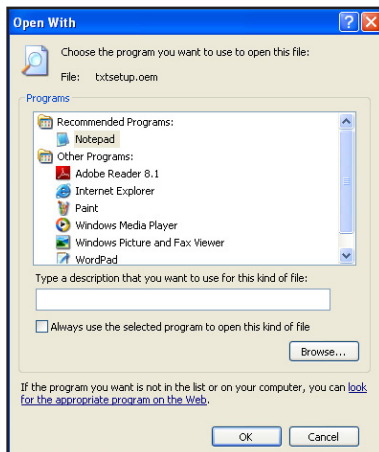 Open With
Choose the program you want to use to open this file:
File: txtsetup.oem
Programs
Recommended Programs:
Notepad
Other Programs:
Adobe Reader 8.1
Internet Explorer
Paint
Windows Media Player
Windows Picture and Fax Viewer
WordPad
Type a description that you want to use for this kind of file:
Always use the selected program to open this kind of file
Browse...
If the program you want is not in the list or on your computer, you can look
for the appropriate program on the Web.
OK Cancel